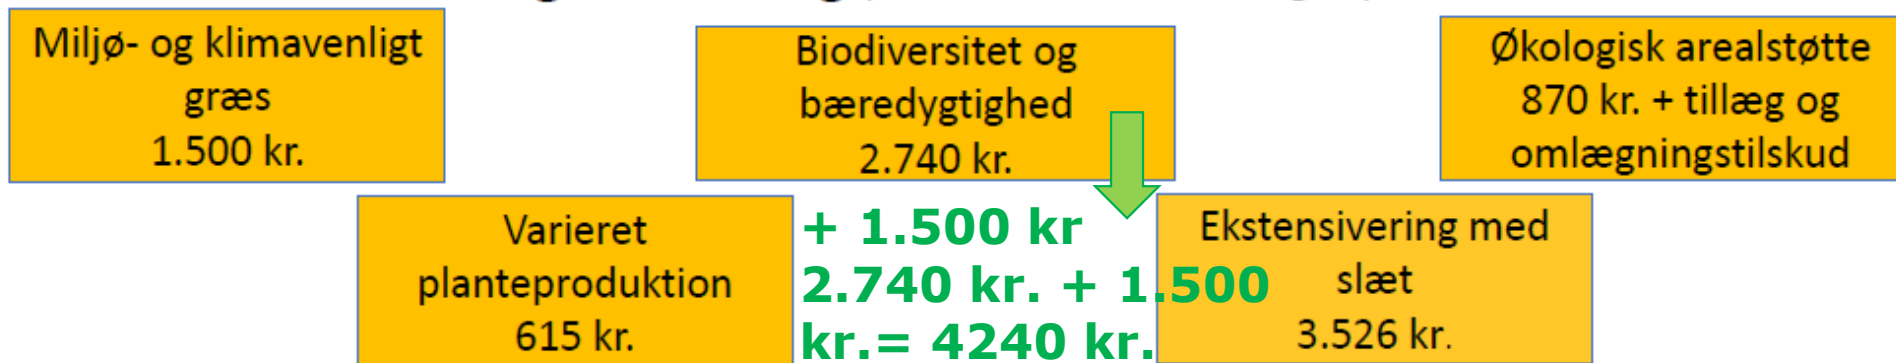 Miljø- og klimavenligt
græs
1.500 kr.
Biodiversitet og
bæredygtighed
2.740 kr.
Økologisk arealstøtte
870 kr. + tillæg og
omlægningstilskud
Varieret
planteproduktion
615 kr.
+ 1.500 kr
2.740 kr. + 1.500
kr.= 4240 kr.
Ekstensivering med
slæt
3.526 kr.